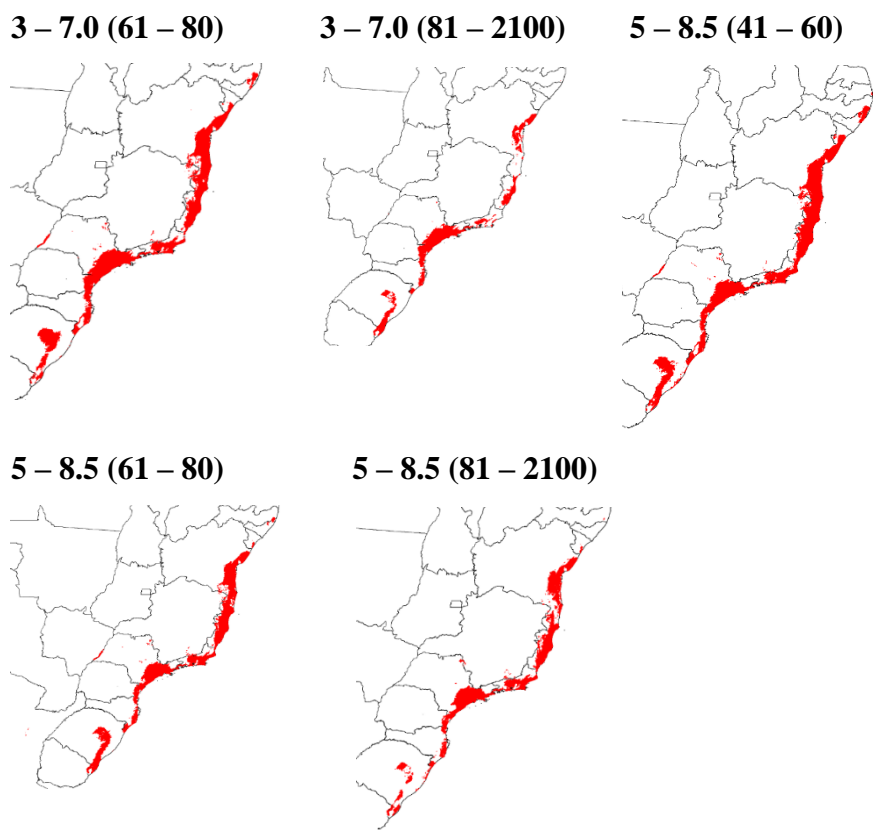 3 – 7.0 (61 – 80)
3 – 7.0 (81 – 2100)
5 – 8.5 (41 – 60)
5 – 8.5 (61 – 80)
5 – 8.5 (81 – 2100)